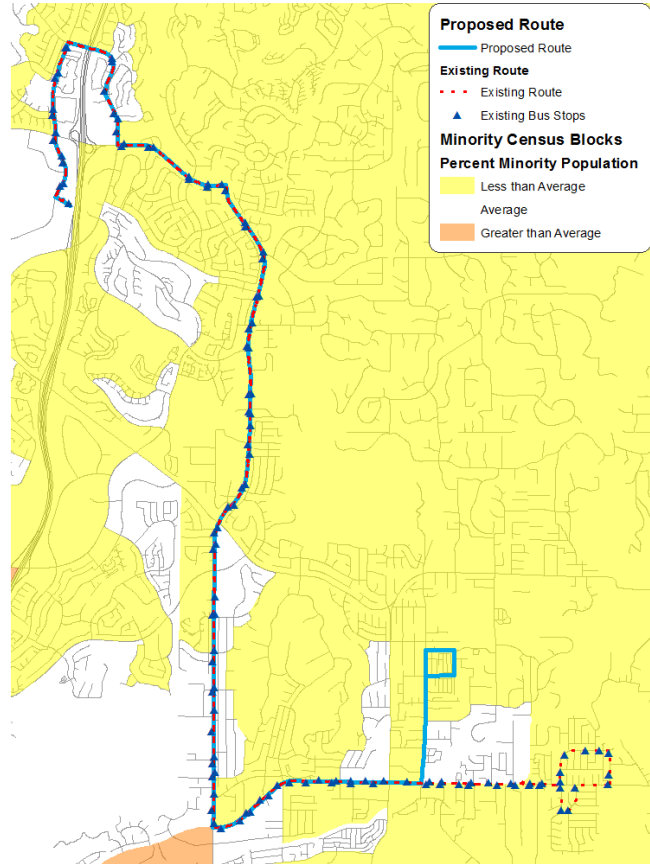 Proposed Route
Proposed Route
Existing Route
Existing Route
Existing Bus Stops
Minority Census Blocks
Percent Minority Population
Less than Average
Average
Greater than Average